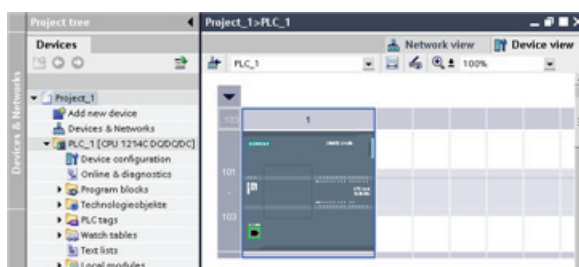 Project tree
Project_1>PLC_1
Devices
Network view
Device view
PLC_1
100%
Devices & Networks
Project_1
Add new device
Devices & Networks
PLC_1 [CPU 1214C DC/DC/DC]
Device configuration
Online & diagnostics
Program blocks
Technologieobjekte
PLC tags
Watch tables
Text lists
Local modules
103
1
101
103
SIEMENS